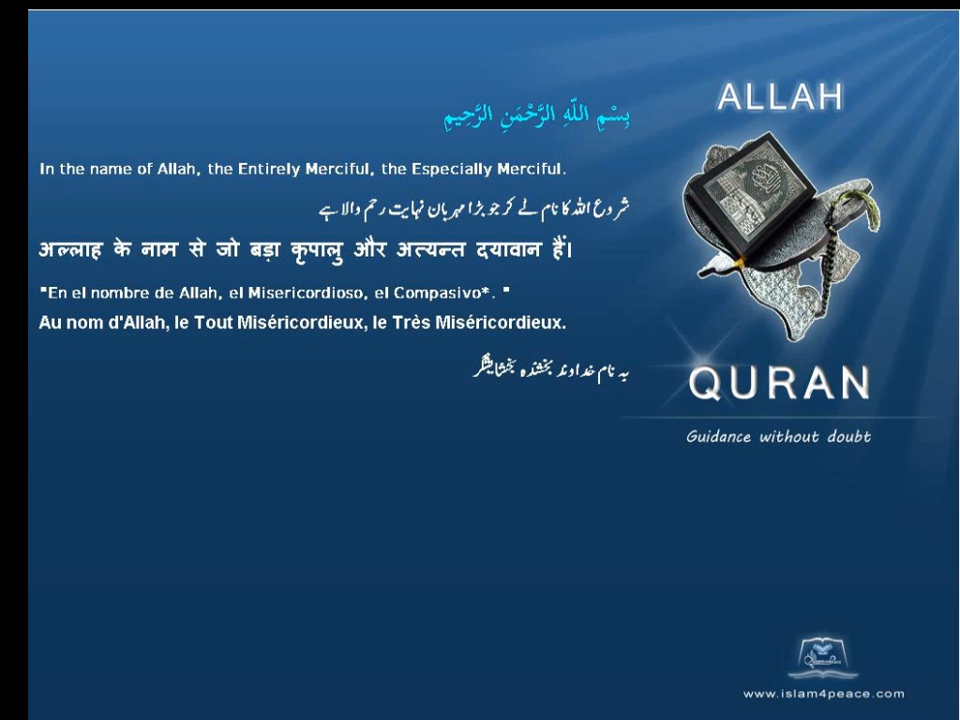 بِسْمِ اللّهِ الرَّحْمَنِ الرَّحِيمِ
In the name of Allah, the Entirely Merciful, the Especially Merciful.
شروع الله کا نام لے کر جو بڑا مہربان نہایت رحم والا ہے
अल्लाह के नाम से जो बड़ा कृपालु और अत्यन्त दयावान हैं।
"En el nombre de Allah, el Misericordioso, el Compasivo*. "
Au nom d'Allah, le Tout Miséricordieux, le Très Miséricordieux.
به نام خداوند بخشنده بخشایشگر
ALLAH
QURAN
Guidance without doubt
www.islam4peace.com